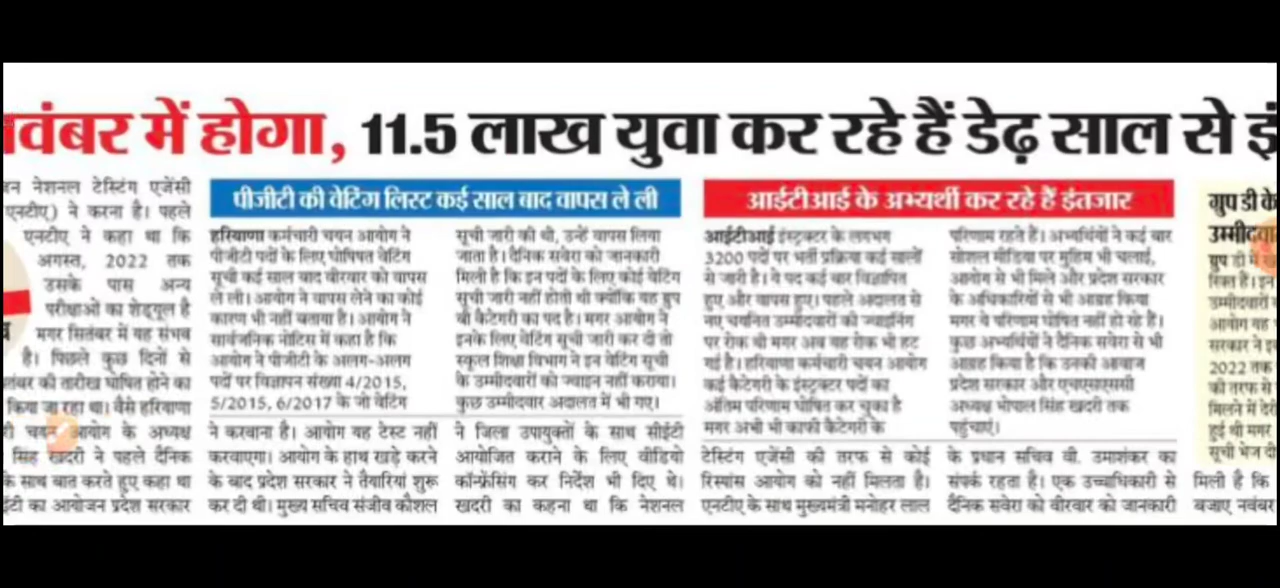 वंबर में होगा, 11.5 लाख युवा कर रहे हैं डेढ़ साल से इं
नेशनल टेस्टिंग एजेंसी
एनटीए) ने करना है। पहले
एनटीए ने कहा था कि
अगस्त, 2022 तक
उसके पास अन्य
परीक्षाओं का शेड्यूल है
मगर सितंबर में यह संभव
है। पिछले कुछ दिनों से
की तारीख घोषित होने का
किया जा रहा था। वैसे हरियाणा
चयन आयोग के अध्यक्ष
सिंह खदरी ने पहले दैनिक
के साथ बात करते हुए कहा था
का आयोजन प्रदेश सरकार
पीजीटी की वेटिंग लिस्ट कई साल बाद वापस ले ली
हरियाणा कर्मचारी चयन आयोग ने
पीजीटी पदों के लिए घोषित वेटिंग
सूची कई साल बाद वीरवार को वापस
ले ली। आयोग ने वापस लेने का कोई
कारण भी नहीं बताया है। आयोग ने
सार्वजनिक नोटिस में कहा है कि
आयोग ने पीजीटी के अलग-अलग
पदों पर विज्ञापन संख्या 4/2015,
5/2015, 6/2017 के जो वेटिंग
सूची जारी की थी, उन्हें वापस लिया
जाता है। दैनिक सवेरा को जानकारी
मिली है कि इन पदों के लिए कोई वेटिंग
सूची जारी नहीं होती थी क्योंकि यह ग्रुप
बी कैटेगरी का पद है। मगर आयोग ने
इनके लिए वेटिंग सूची जारी कर दी तो
स्कूल शिक्षा विभाग ने इन वेटिंग सूची
के उम्मीदवारों को ज्वाइन नहीं कराया।
कुछ उम्मीदवार अदालत में भी गए।
आईटीआई के अभ्यर्थी कर रहे हैं इंतजार
आईटीआई इंस्ट्रक्टर के लगभग
3200 पदों पर भर्ती प्रक्रिया कई सालों
से जारी है। ये पद कई बार विज्ञापित
हुए और वापस हुए। पहले अदालत से
नए चयनित उम्मीदवारों की ज्वाइनिंग
पर रोक थी मगर अब यह रोक भी हट
गई है। हरियाणा कर्मचारी चयन आयोग
कई कैटेगरी के इंस्ट्रक्टर पदों का
अंतिम परिणाम घोषित कर चुका है
मगर अभी भी काफी कैटेगरी के
परिणाम रहते हैं। अभ्यर्थियों ने कई बार
सोशल मीडिया पर मुहिम भी चलाई,
आयोग से भी मिले और प्रदेश सरकार
के अधिकारियों से भी आग्रह किया
मगर ये परिणाम घोषित नहीं हो रहे हैं।
कुछ अभ्यर्थियों ने दैनिक सवेरा से भी
आग्रह किया है कि उनकी आवाज
प्रदेश सरकार और एचएसएससी
अध्यक्ष भोपाल सिंह खदरी तक
पहुंचाएं।
ने करवाना है। आयोग यह टेस्ट नहीं
करवाएगा। आयोग के हाथ खड़े करने
के बाद प्रदेश सरकार ने तैयारियां शुरू
कर दी थी। मुख्य सचिव संजीव कौशल
ने जिला उपायुक्तों के साथ सीईटी
आयोजित कराने के लिए वीडियो
कॉन्फ्रेंसिंग कर निर्देश भी दिए थे।
खदरी का कहना था कि नेशनल
टेस्टिंग एजेंसी की तरफ से कोई
रिस्पांस आयोग को नहीं मिलता है।
एनटीए के साथ मुख्यमंत्री मनोहर लाल
के प्रधान सचिव वी. उमाशंकर का
संपर्क रहता है। एक उच्चाधिकारी से
दैनिक सवेरा को वीरवार को जानकारी
ग्रुप डी के
उम्मीदवा
ग्रुप डी में
रिक्त हैं। इन
उम्मीदवारों
आयोग यह
सरकार ने इ
2022 तक
की तरफ से
मिलने में देरी
हुई थी मगर
सूची भेज दी
मिली है कि
बजाए नवंबर